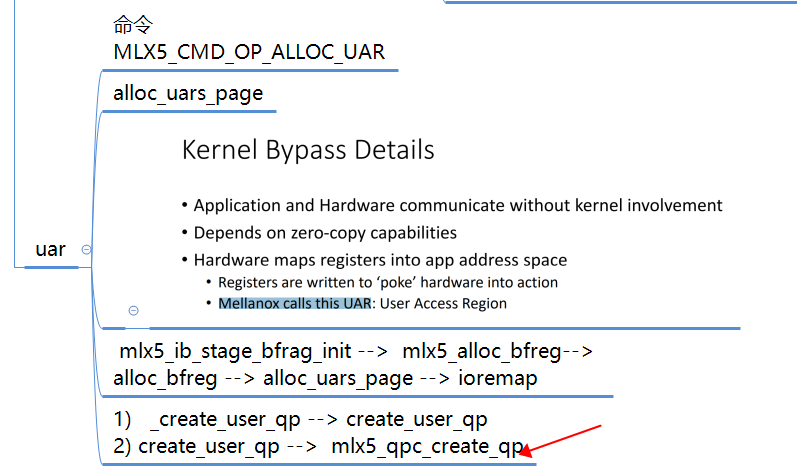 命令
MLX5_CMD_OP_ALLOC_UAR
alloc_uars_page
Kernel Bypass Details
• Application and Hardware communicate without kernel involvement
• Depends on zero-copy capabilities
• Hardware maps registers into app address space
• Registers are written to ‘poke’ hardware into action
• Mellanox calls this UAR: User Access Region
uar
mlx5_ib_stage_bfrag_init --> mlx5_alloc_bfreg-->
alloc_bfreg --> alloc_uars_page --> ioremap
1) _create_user_qp --> create_user_qp
2) create_user_qp --> mlx5_qpc_create_qp